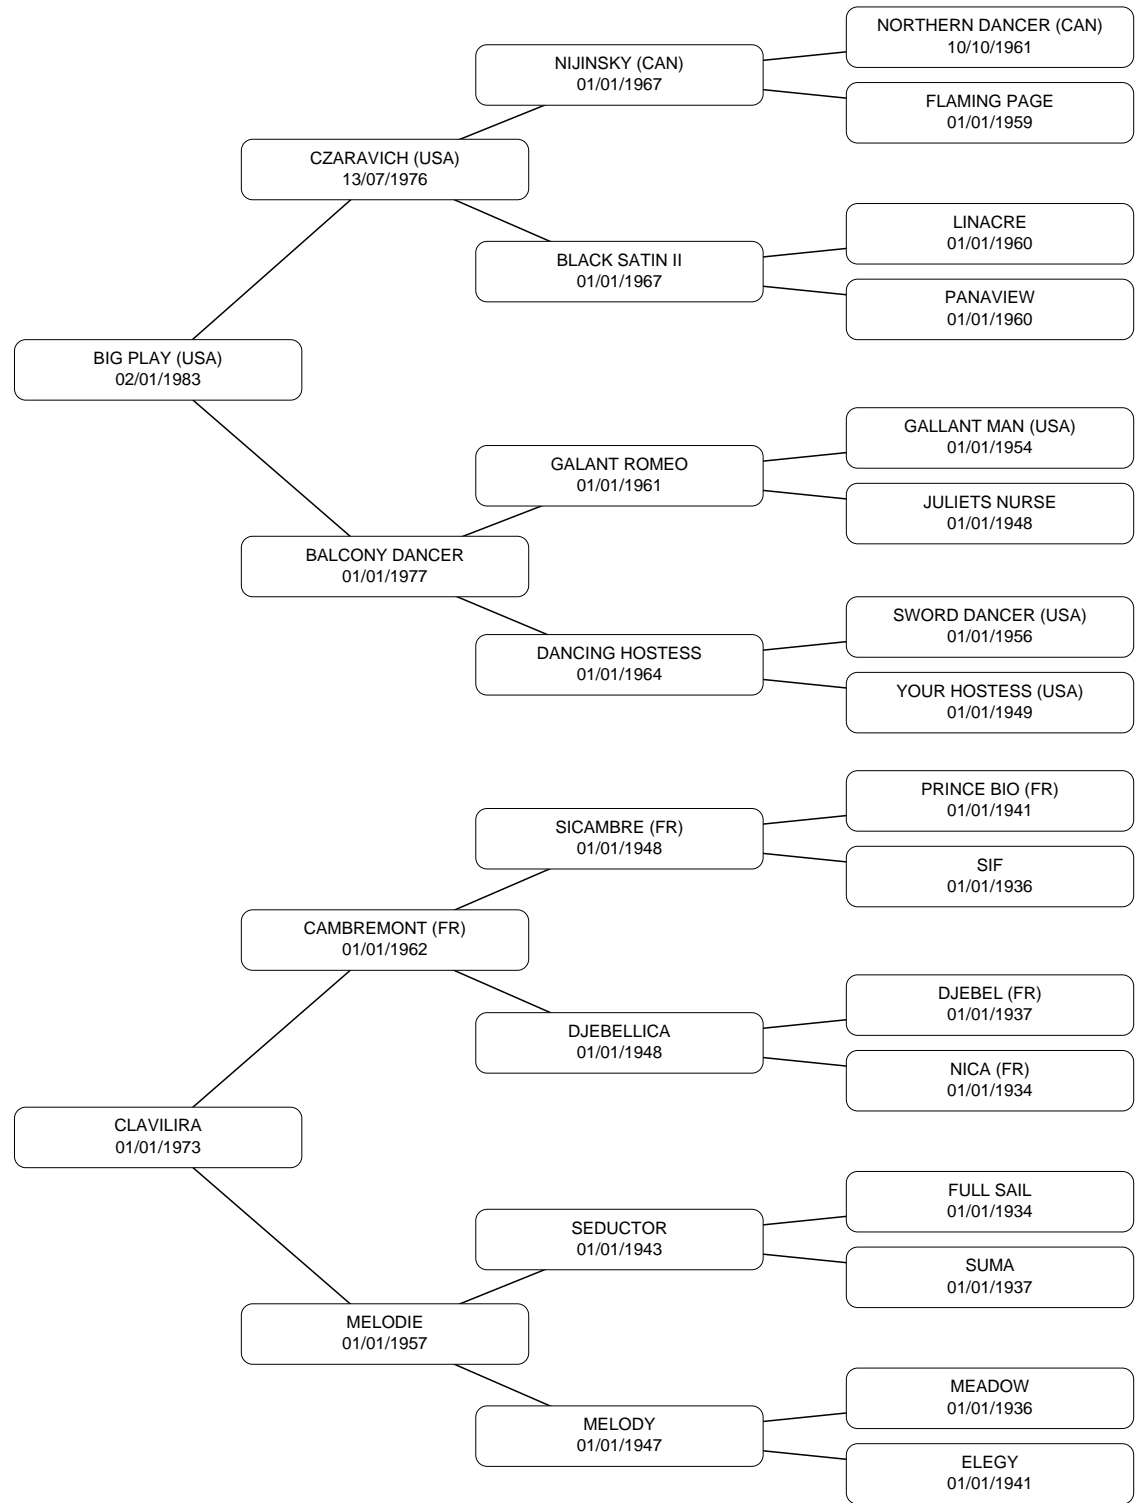 NORTHERN DANCER (CAN)
10/10/1961
NIJINSKY (CAN)
01/01/1967
FLAMING PAGE
01/01/1959
CZARAVICH (USA)
13/07/1976
LINACRE
01/01/1960
BLACK SATIN II
01/01/1967
PANAVIEW
01/01/1960
BIG PLAY (USA)
02/01/1983
GALLANT MAN (USA)
01/01/1954
GALANT ROMEO
01/01/1961
JULIETS NURSE
01/01/1948
BALCONY DANCER
01/01/1977
SWORD DANCER (USA)
01/01/1956
DANCING HOSTESS
01/01/1964
YOUR HOSTESS (USA)
01/01/1949
PRINCE BIO (FR)
01/01/1941
SICAMBRE (FR)
01/01/1948
SIF
01/01/1936
CAMBREMONT (FR)
01/01/1962
DJEBEL (FR)
01/01/1937
DJEBELLICA
01/01/1948
NICA (FR)
01/01/1934
CLAVILIRA
01/01/1973
FULL SAIL
01/01/1934
SEDUCTOR
01/01/1943
SUMA
01/01/1937
MELODIE
01/01/1957
MEADOW
01/01/1936
MELODY
01/01/1947
ELEGY
01/01/1941